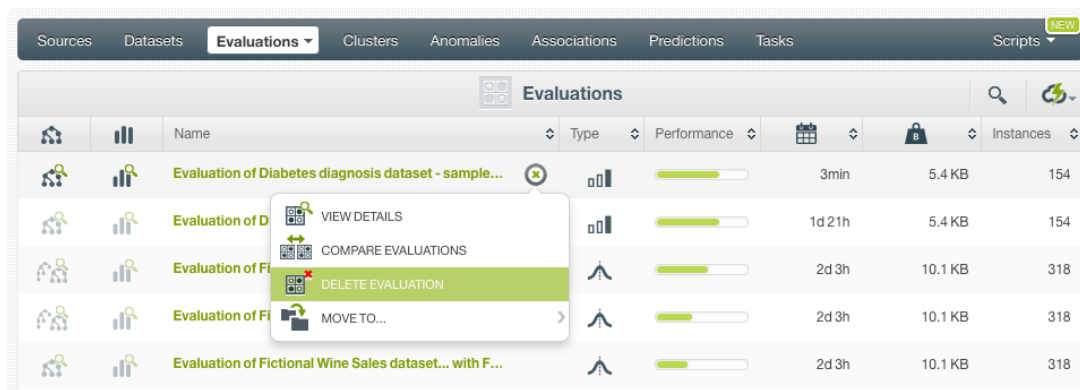 NEW
Sources Datasets Evaluations Clusters Anomalies Associations Predictions Tasks Scripts
Evaluations
Name Type Performance B Instances
Evaluation of Diabetes diagnosis dataset - sample... 3min 5.4 KB 154
VIEW DETAILS
Evaluation of D 1d 21h 5.4 KB 154
COMPARE EVALUATIONS
Evaluation of Fi 2d 3h 10.1 KB 318
DELETE EVALUATION
Evaluation of Fi 2d 3h 10.1 KB 318
MOVE TO...
Evaluation of Fictional Wine Sales dataset... with F... 2d 3h 10.1 KB 318